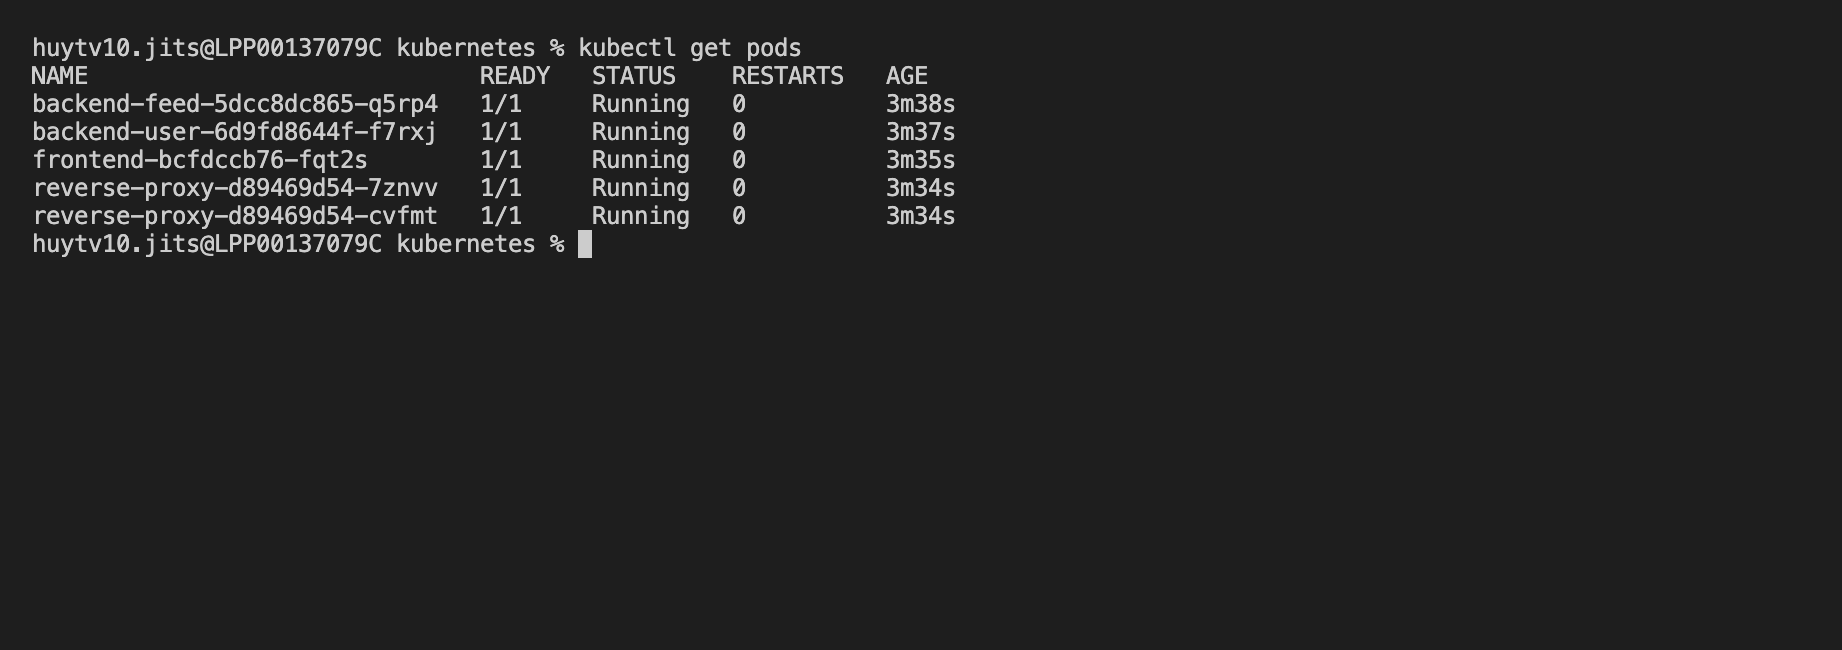 huytv10.jits@LPP00137079C kubernetes % kubectl get pods
NAME                            READY   STATUS    RESTARTS   AGE
backend-feed-5dcc8dc865-q5rp4   1/1     Running   0          3m38s
backend-user-6d9fd8644f-f7rxj   1/1     Running   0          3m37s
frontend-bcfdccb76-fqt2s        1/1     Running   0          3m35s
reverse-proxy-d89469d54-7znvv   1/1     Running   0          3m34s
reverse-proxy-d89469d54-cvfmt   1/1     Running   0          3m34s
huytv10.jits@LPP00137079C kubernetes %